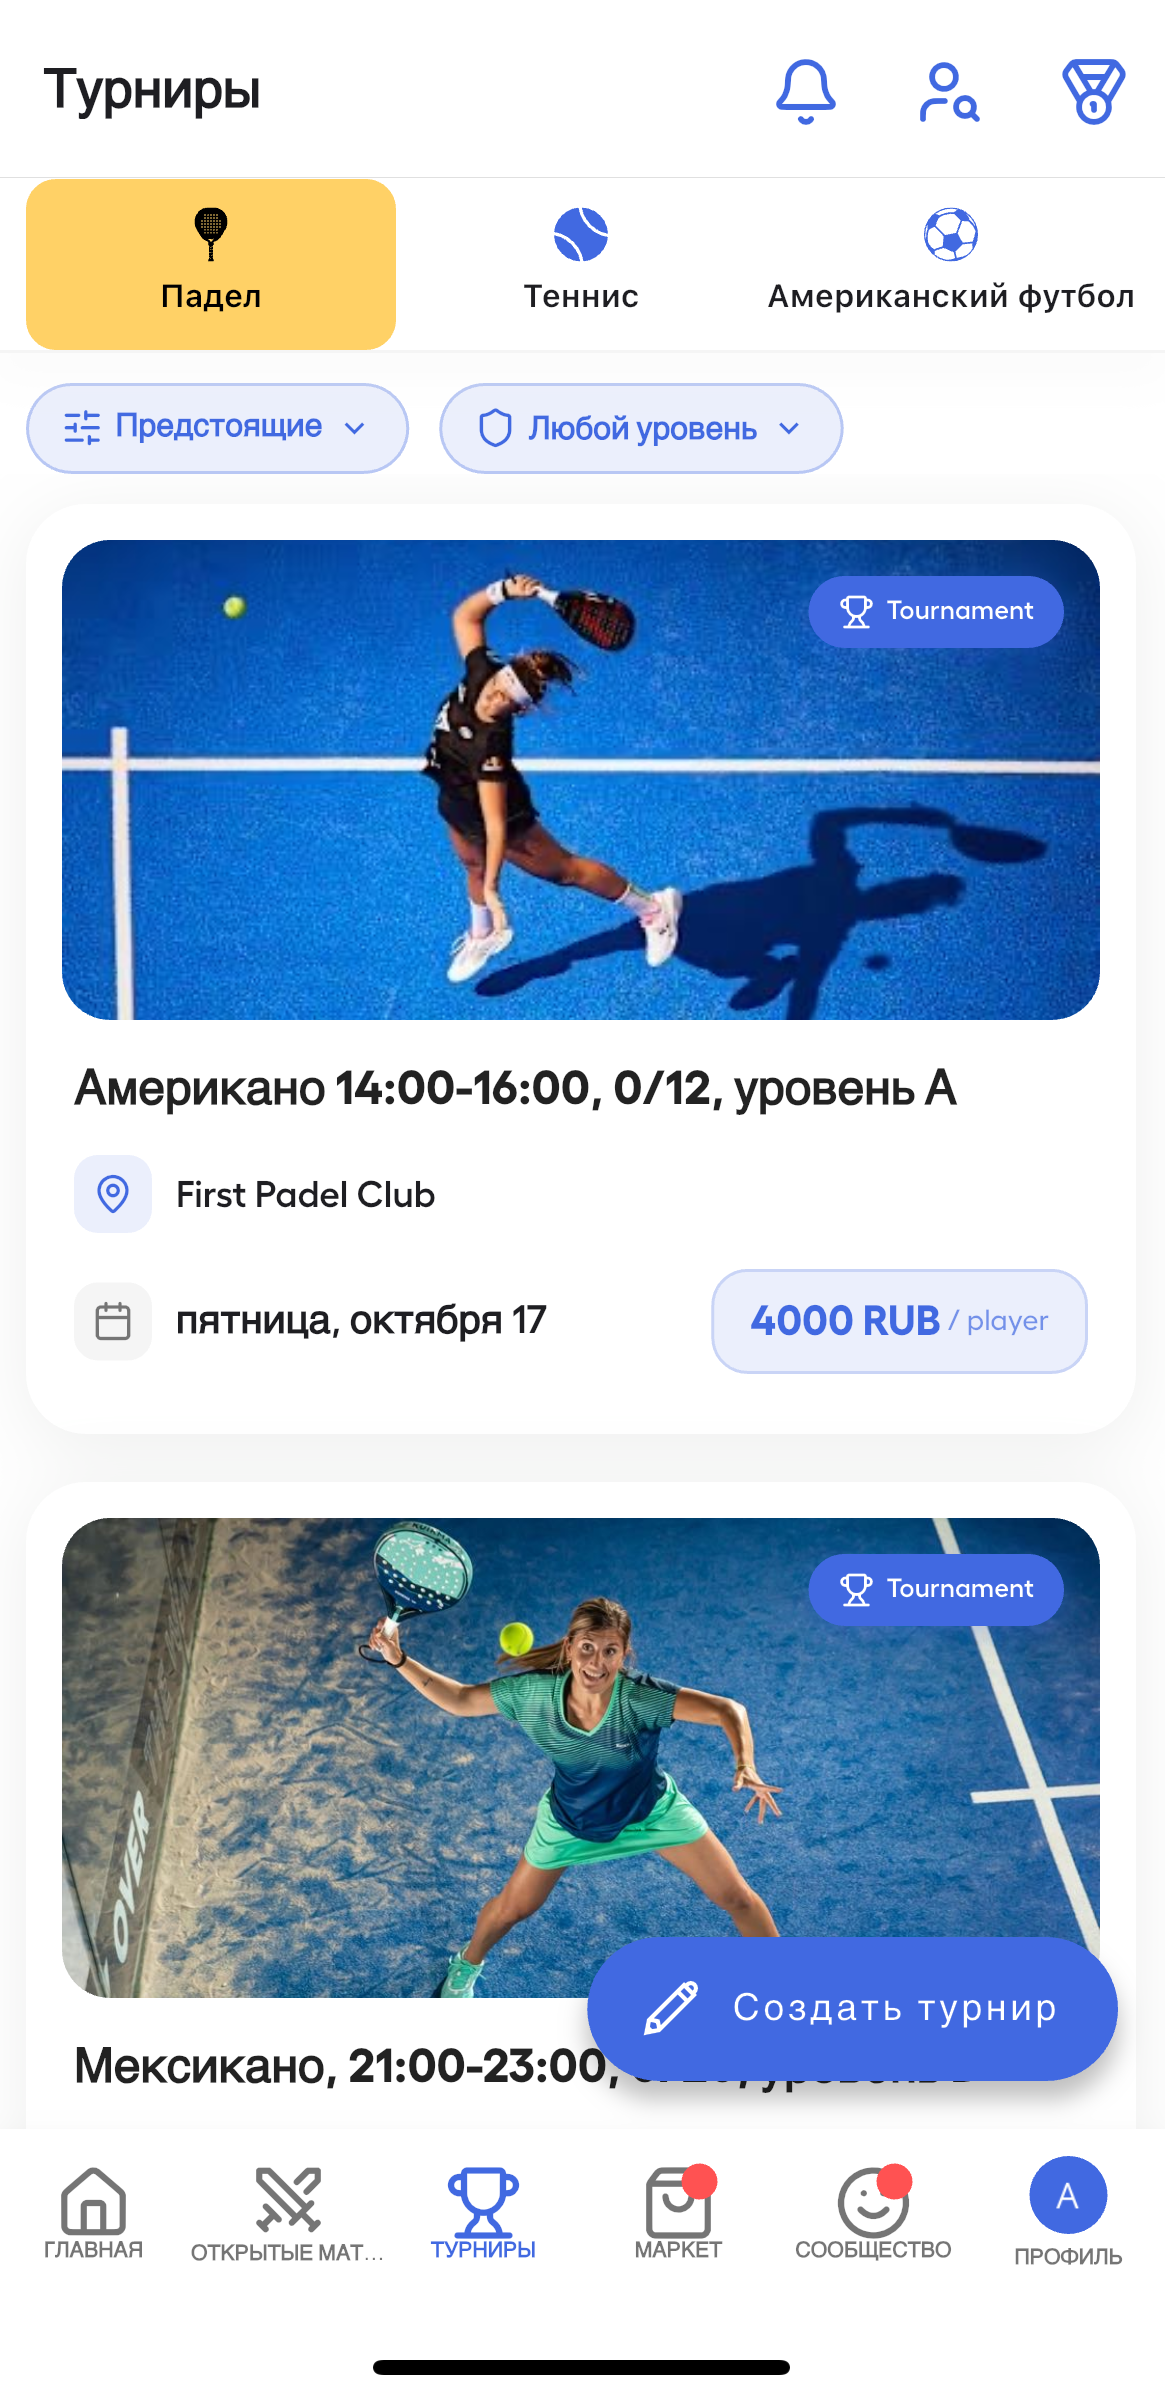 Турниры
Падел
Теннис
Американский футбол
Предстоящие
Любой уровень
Tournament
Американо 14:00-16:00, 0/12, уровень А
First Padel Club
пятница, октября 17
4000 RUB / player
Tournament
OVER
Мексикано, 21:00-23:00,
Создать турнир
ГЛАВНАЯ
ОТКРЫТЫЕ МАТ...
ТУРНИРЫ
МАРКЕТ
СООБЩЕСТВО
А
ПРОФИЛЬ